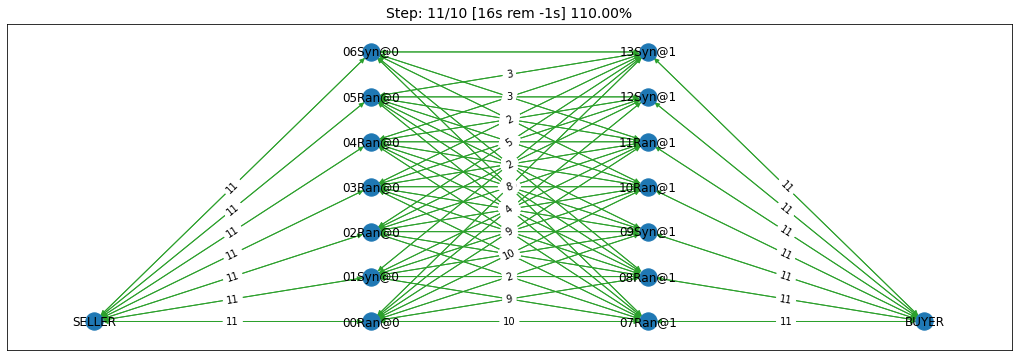 Step: 11/10 [16s rem -1s] 110.00%
06Syn@0 13Syn@1
3
05Ran@0 3 12Syn@1
2
04Ran@0 5 11Ran@1
2
11 03Ran@0 8 10Ran@1 11
11 4 11
11 02Ran@0 9 09Syn@1 11
11 10 11
11 01Syn@0 2 08Ran@1 11
11 9 11
SELLER 11 00Ran@0 10 07Ran@1 11 BUYER